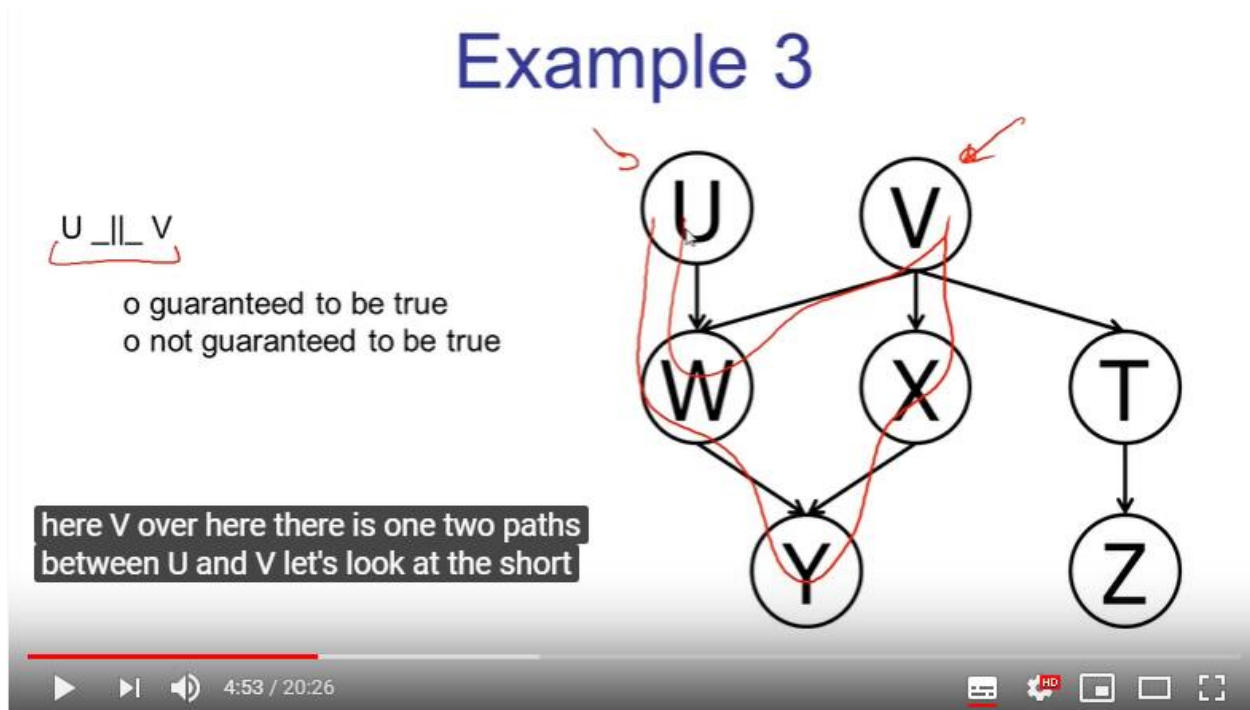 Example 3
U _||_ V
o guaranteed to be true
o not guaranteed to be true
U
V
W
X
T
Y
Z
here V over here there is one two paths
between U and V let's look at the short
4:53 / 20:26
HD